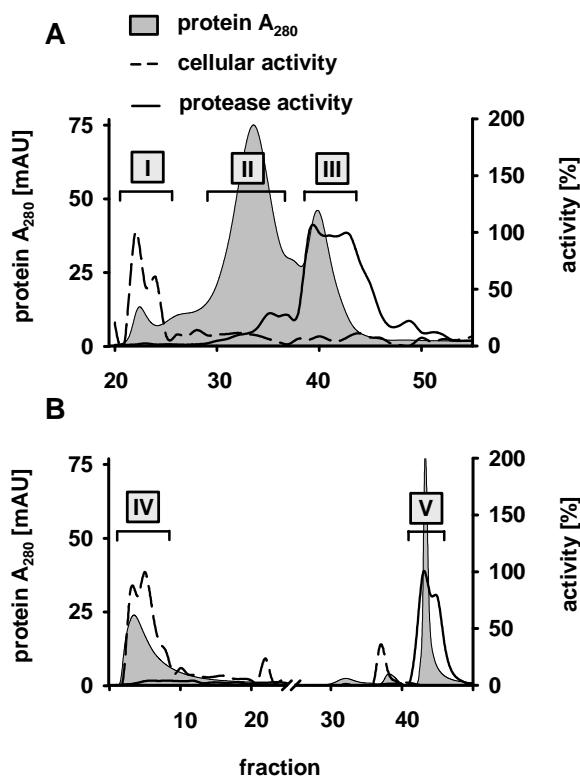 A
protein A280
cellular activity
protease activity
protein A280 [mAU]
75
50
25
0
I
II
III
200
150
100
50
0
activity [%]
20 30 40 50
B
protein A280 [mAU]
75
50
25
0
IV
V
200
150
100
50
0
activity [%]
10 20 30 40
fraction